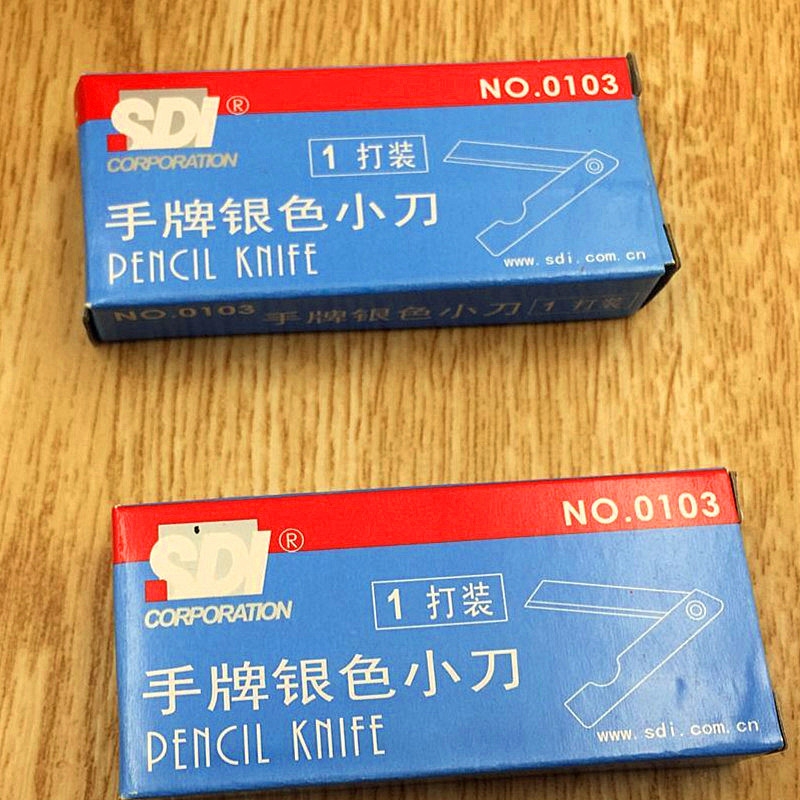 NO.0103
SDI®
CORPORATION
1 打装
手牌银色小刀
PENCIL KNIFE
www.sdi.com.cn
NO.0103 手牌银色小刀 1 打装
NO.0103
SDI®
CORPORATION
1 打装
手牌银色小刀
PENCIL KNIFE
www.sdi.com.cn